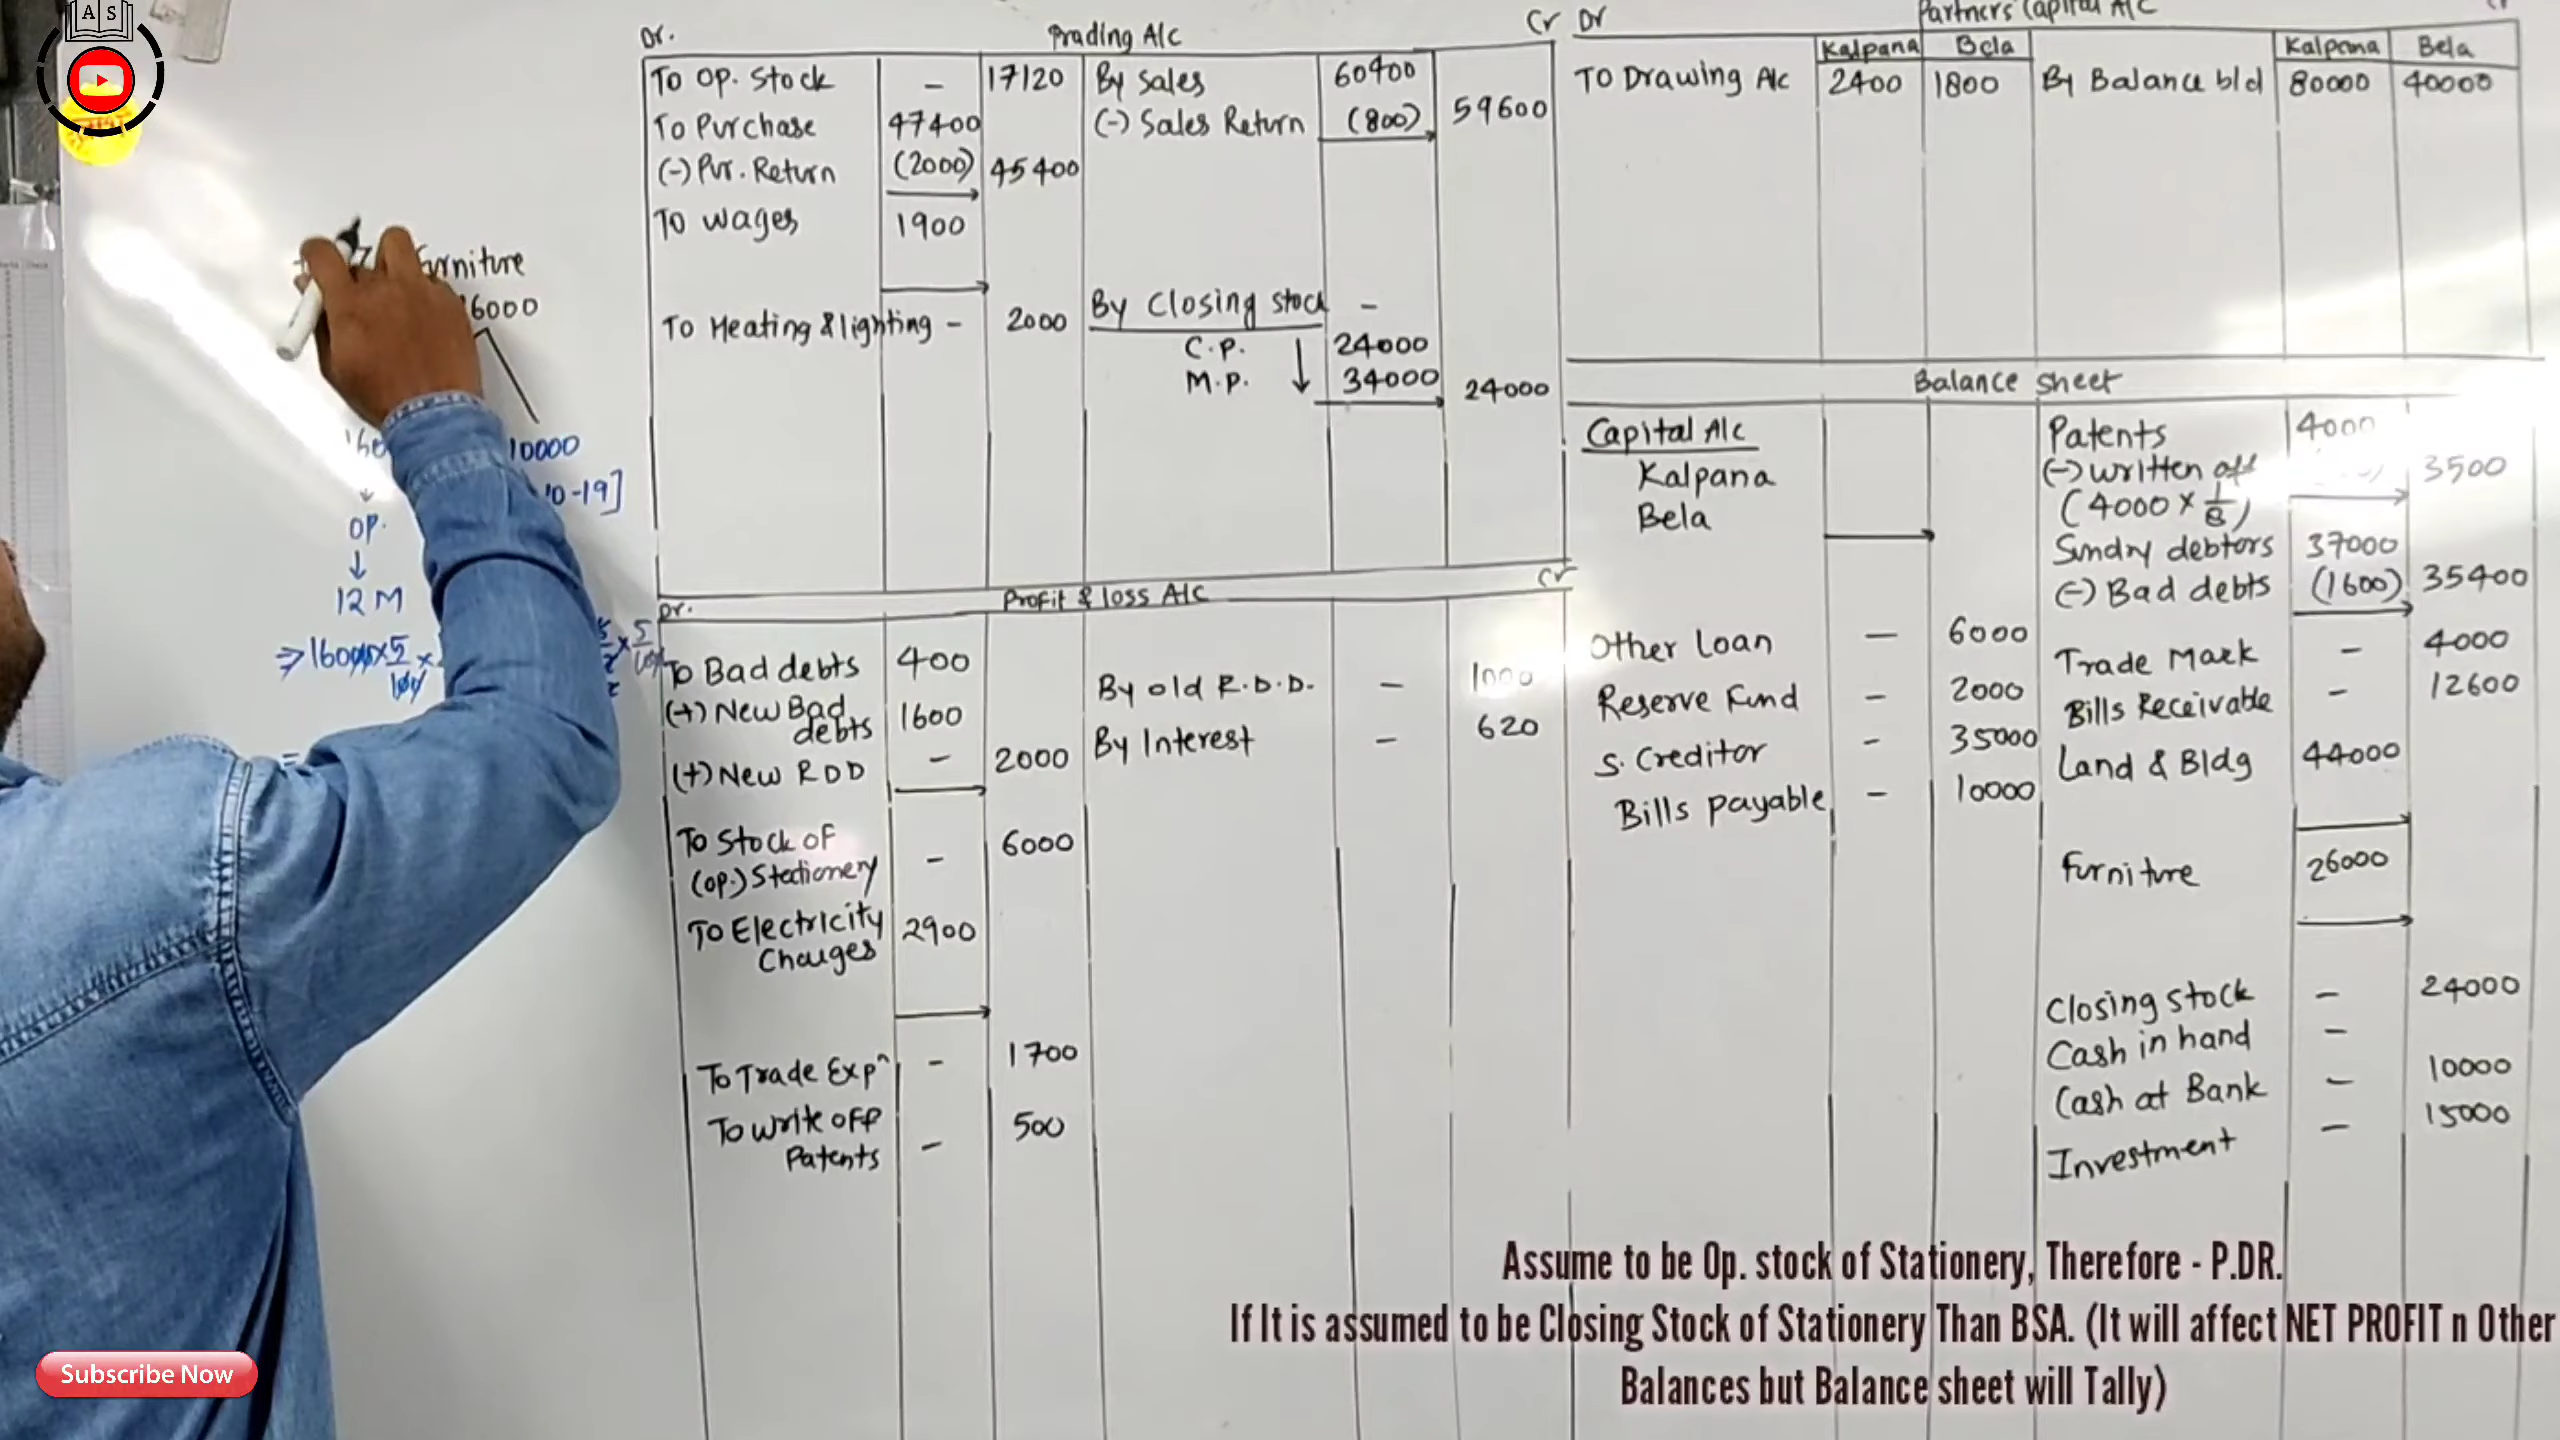 A S
Dr. Trading A/c Cr
To Op. Stock - 17120 By Sales 60400
To Purchase 47400 (-) Sales Return (800) 59600
(-) Pur. Return (2000) 45400
To wages 1900
To Heating & lighting - 2000 By Closing stock -
C.P. 24000
M.P. 34000 24000
Dr. Profit & loss A/c Cr
To Bad debts 400
(+) New Bad debts 1600 By old R.D.D. - 1000
(+) New RDD - 2000 By Interest - 620
To Stock of - 6000
(op.) Stationery
To Electricity 2900
Charges
To Trade Expn - 1700
To Write off - 500
Patents
Dr Partners Capital A/C Cr
Kalpana Bela Kalpana Bela
To Drawing A/c 2400 1800 By Balance b/d 80000 40000
Balance Sheet
Capital A/c Patents 4000
Kalpana (-) written off 3500
Bela (4000 × 1/8)
Sundry debtors 37000
(-) Bad debts (1600) 35400
Other Loan - 6000 Trade Mark - 4000
Reserve Fund - 2000 Bills Receivable - 12600
S. Creditor - 35000 Land & Bldg 44000
Bills payable - 10000
Furniture 26000
Closing stock - 24000
Cash in hand -
Cash at Bank - 10000
Investment - 15000
10000
OP.
12 M
Assume to be Op. stock of Stationery, Therefore - P.DR.
If It is assumed to be Closing Stock of Stationery Than BSA. (It will affect NET PROFIT n Other
Balances but Balance sheet will Tally)
Subscribe Now